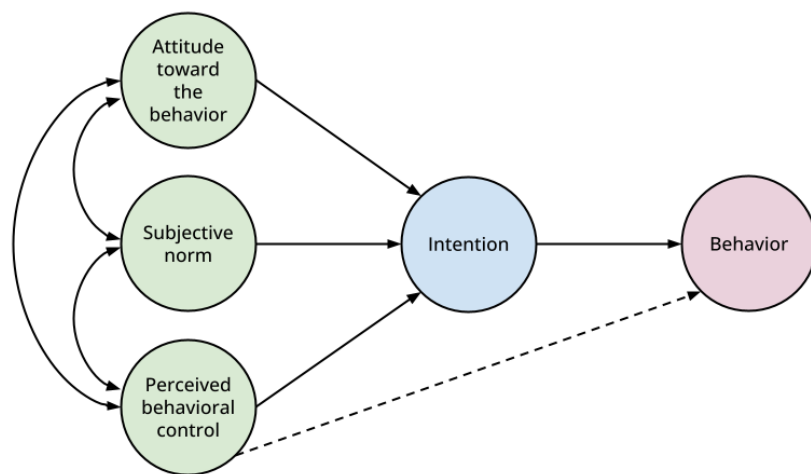 Attitude
toward
the
behavior
Subjective
norm
Perceived
behavioral
control
Intention
Behavior